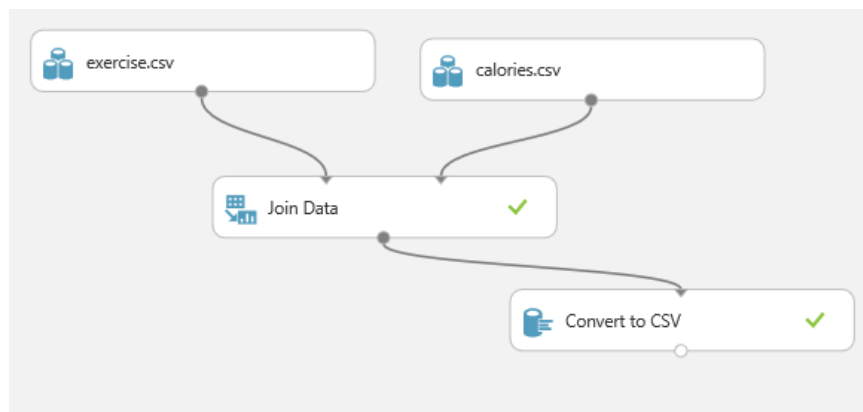 exercise.csv
calories.csv
Join Data
Convert to CSV